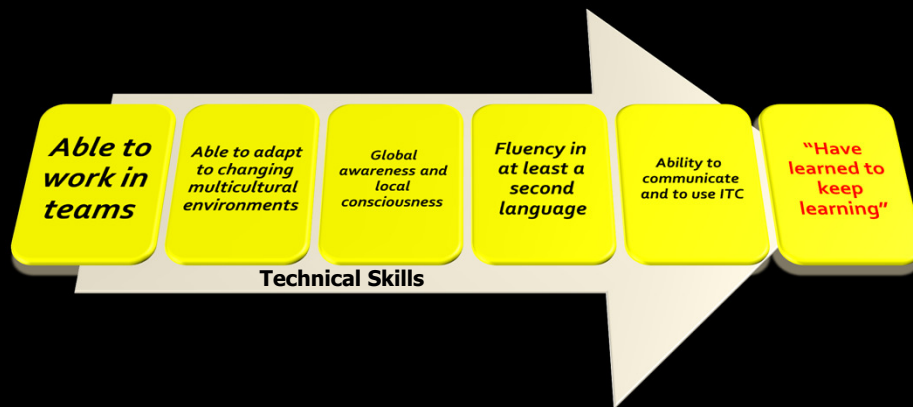 Able to
work in
teams
Able to adapt
to changing
multicultural
environments
Global
awareness and
local
consciousness
Fluency in
at least a
second
language
Ability to
communicate
and to use ITC
“Have
learned to
keep
learning”
Technical Skills